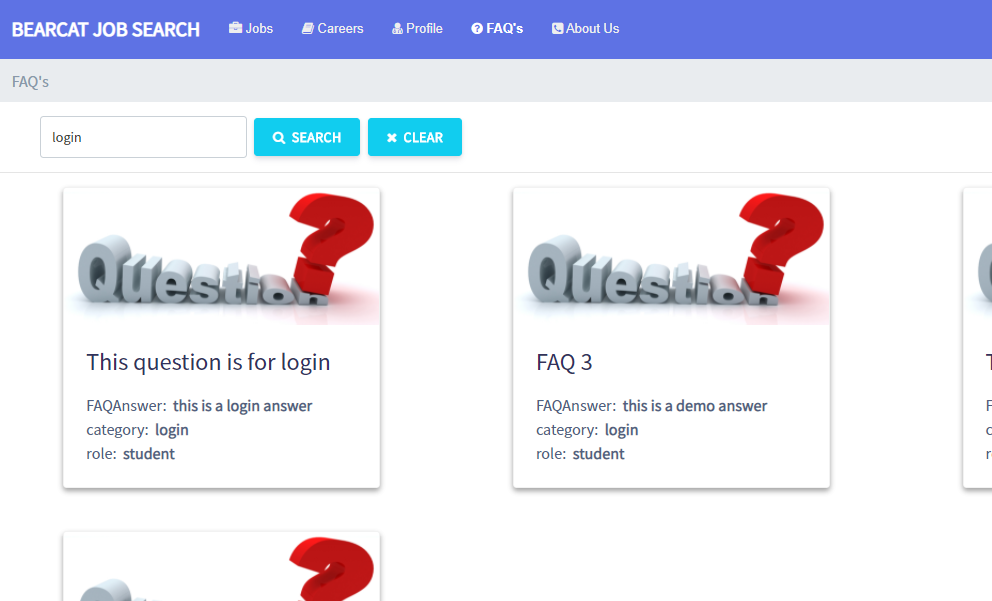 BEARCAT JOB SEARCH Jobs Careers Profile FAQ's About Us
FAQ's
login SEARCH CLEAR
Question?
This question is for login
FAQAnswer: this is a login answer
category: login
role: student
Question?
FAQ 3
FAQAnswer: this is a demo answer
category: login
role: student